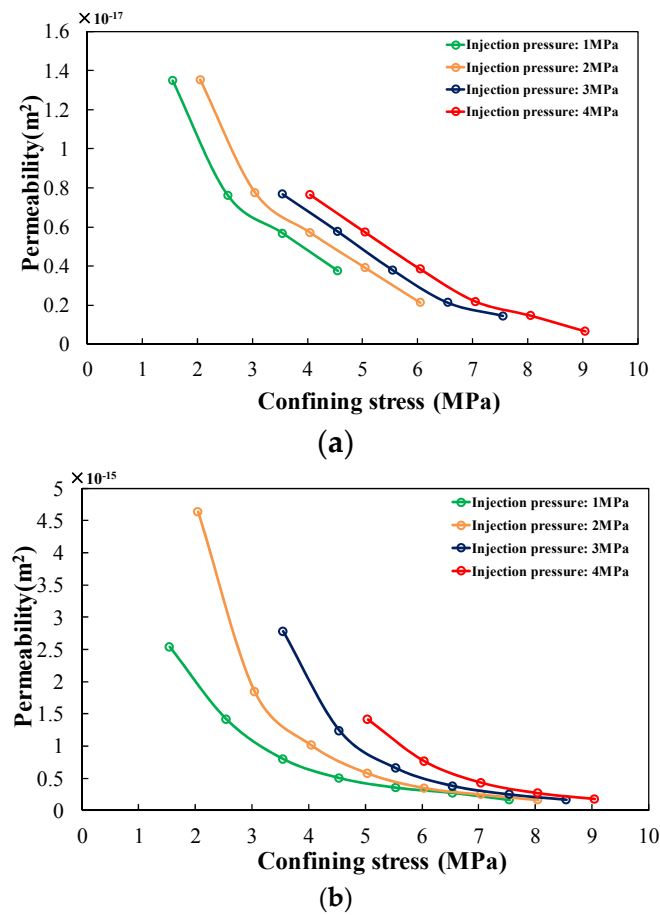 ×10⁻¹⁷
1.6
1.4
1.2
1
0.8
0.6
0.4
0.2
0
Permeability(m²)
Injection pressure: 1MPa
Injection pressure: 2MPa
Injection pressure: 3MPa
Injection pressure: 4MPa
0 1 2 3 4 5 6 7 8 9 10
Confining stress (MPa)
(a)
×10⁻¹⁵
5
4.5
4
3.5
3
2.5
2
1.5
1
0.5
0
Permeability(m²)
Injection pressure: 1MPa
Injection pressure: 2MPa
Injection pressure: 3MPa
Injection pressure: 4MPa
0 1 2 3 4 5 6 7 8 9 10
Confining stress (MPa)
(b)